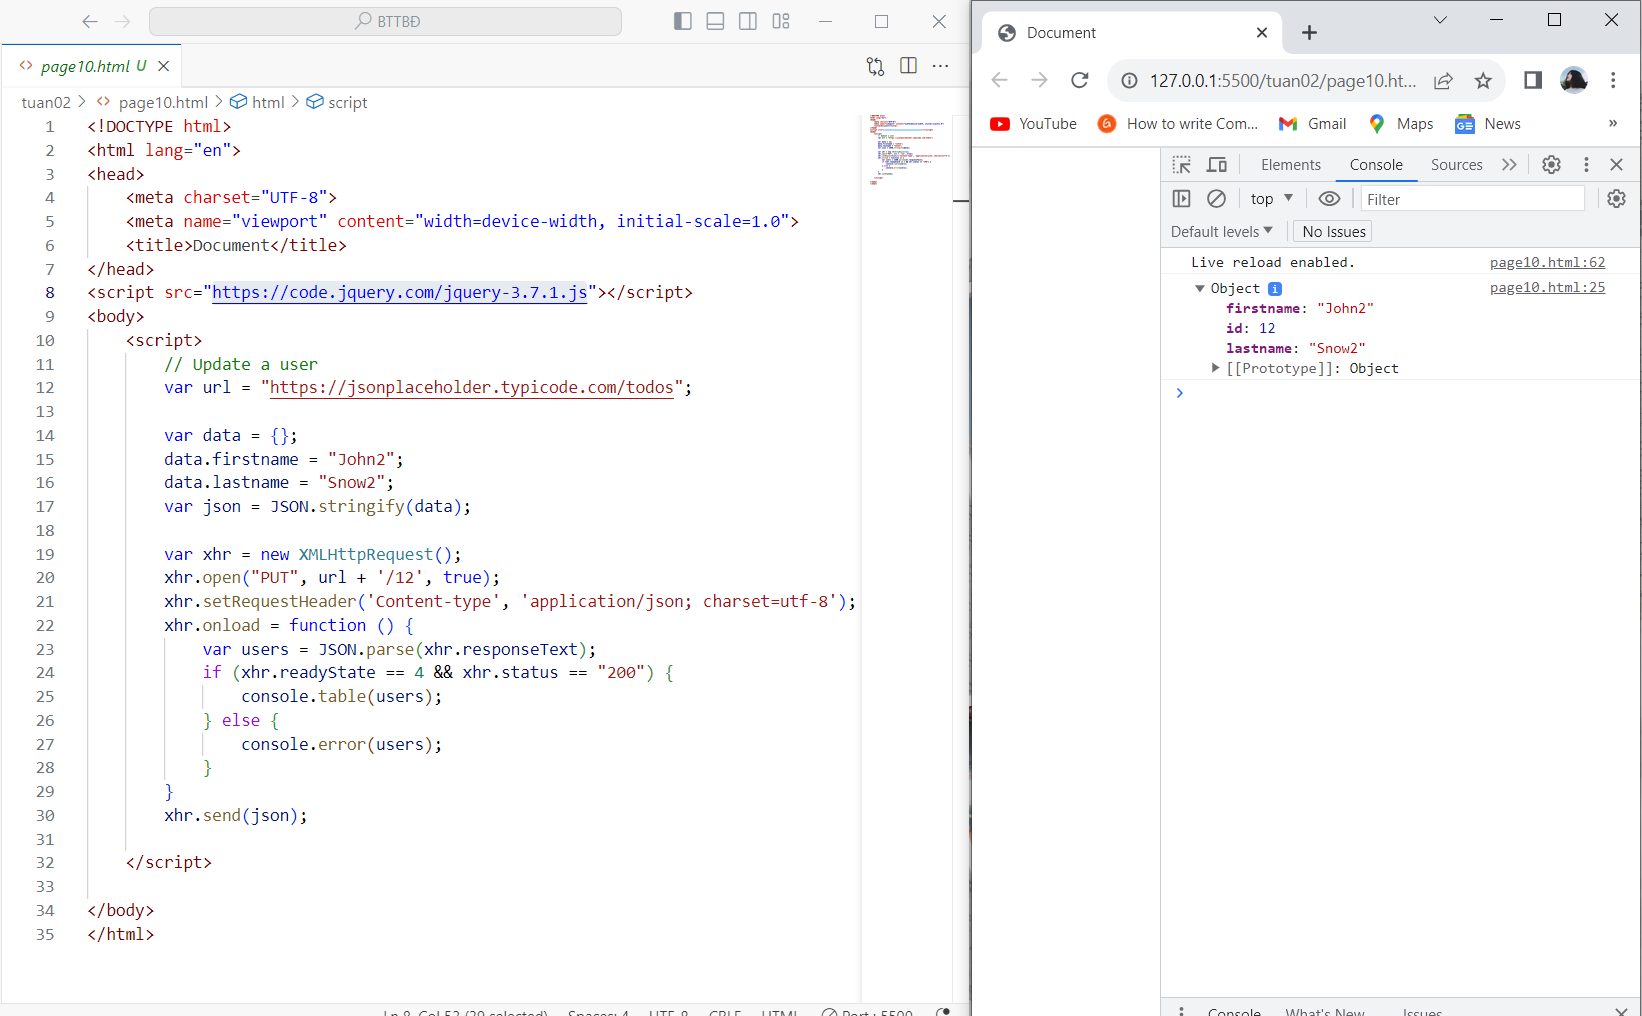 BTTBĐ
page10.html U
tuan02 > page10.html > html > script
1 <!DOCTYPE html>
2 <html lang="en">
3 <head>
4 <meta charset="UTF-8">
5 <meta name="viewport" content="width=device-width, initial-scale=1.0">
6 <title>Document</title>
7 </head>
8 <script src="https://code.jquery.com/jquery-3.7.1.js"></script>
9 <body>
10 <script>
11 // Update a user
12 var url = "https://jsonplaceholder.typicode.com/todos";
13
14 var data = {};
15 data.firstname = "John2";
16 data.lastname = "Snow2";
17 var json = JSON.stringify(data);
18
19 var xhr = new XMLHttpRequest();
20 xhr.open("PUT", url + '/12', true);
21 xhr.setRequestHeader('Content-type', 'application/json; charset=utf-8');
22 xhr.onload = function () {
23 var users = JSON.parse(xhr.responseText);
24 if (xhr.readyState == 4 && xhr.status == "200") {
25 console.table(users);
26 } else {
27 console.error(users);
28 }
29 }
30 xhr.send(json);
31
32 </script>
33
34 </body>
35 </html>
Ln 8, Col 53 (39 selected) Spaces: 4 UTF-8 CRLF HTML Port : 5500
Document
127.0.0.1:5500/tuan02/page10.ht...
YouTube How to write Com... Gmail Maps News »
Elements Console Sources
top Filter
Default levels No Issues
Live reload enabled. page10.html:62
Object page10.html:25
firstname: "John2"
id: 12
lastname: "Snow2"
[[Prototype]]: Object
Console What's New Issues